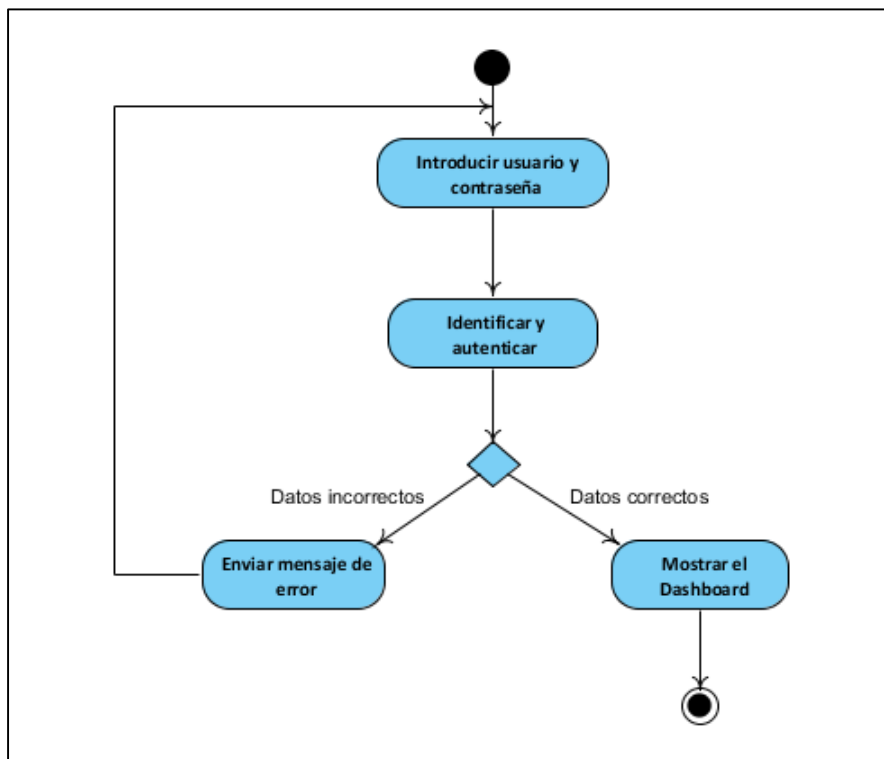 Introducir usuario y
contraseña
Identificar y
autenticar
Datos incorrectos
Datos correctos
Enviar mensaje de
error
Mostrar el
Dashboard